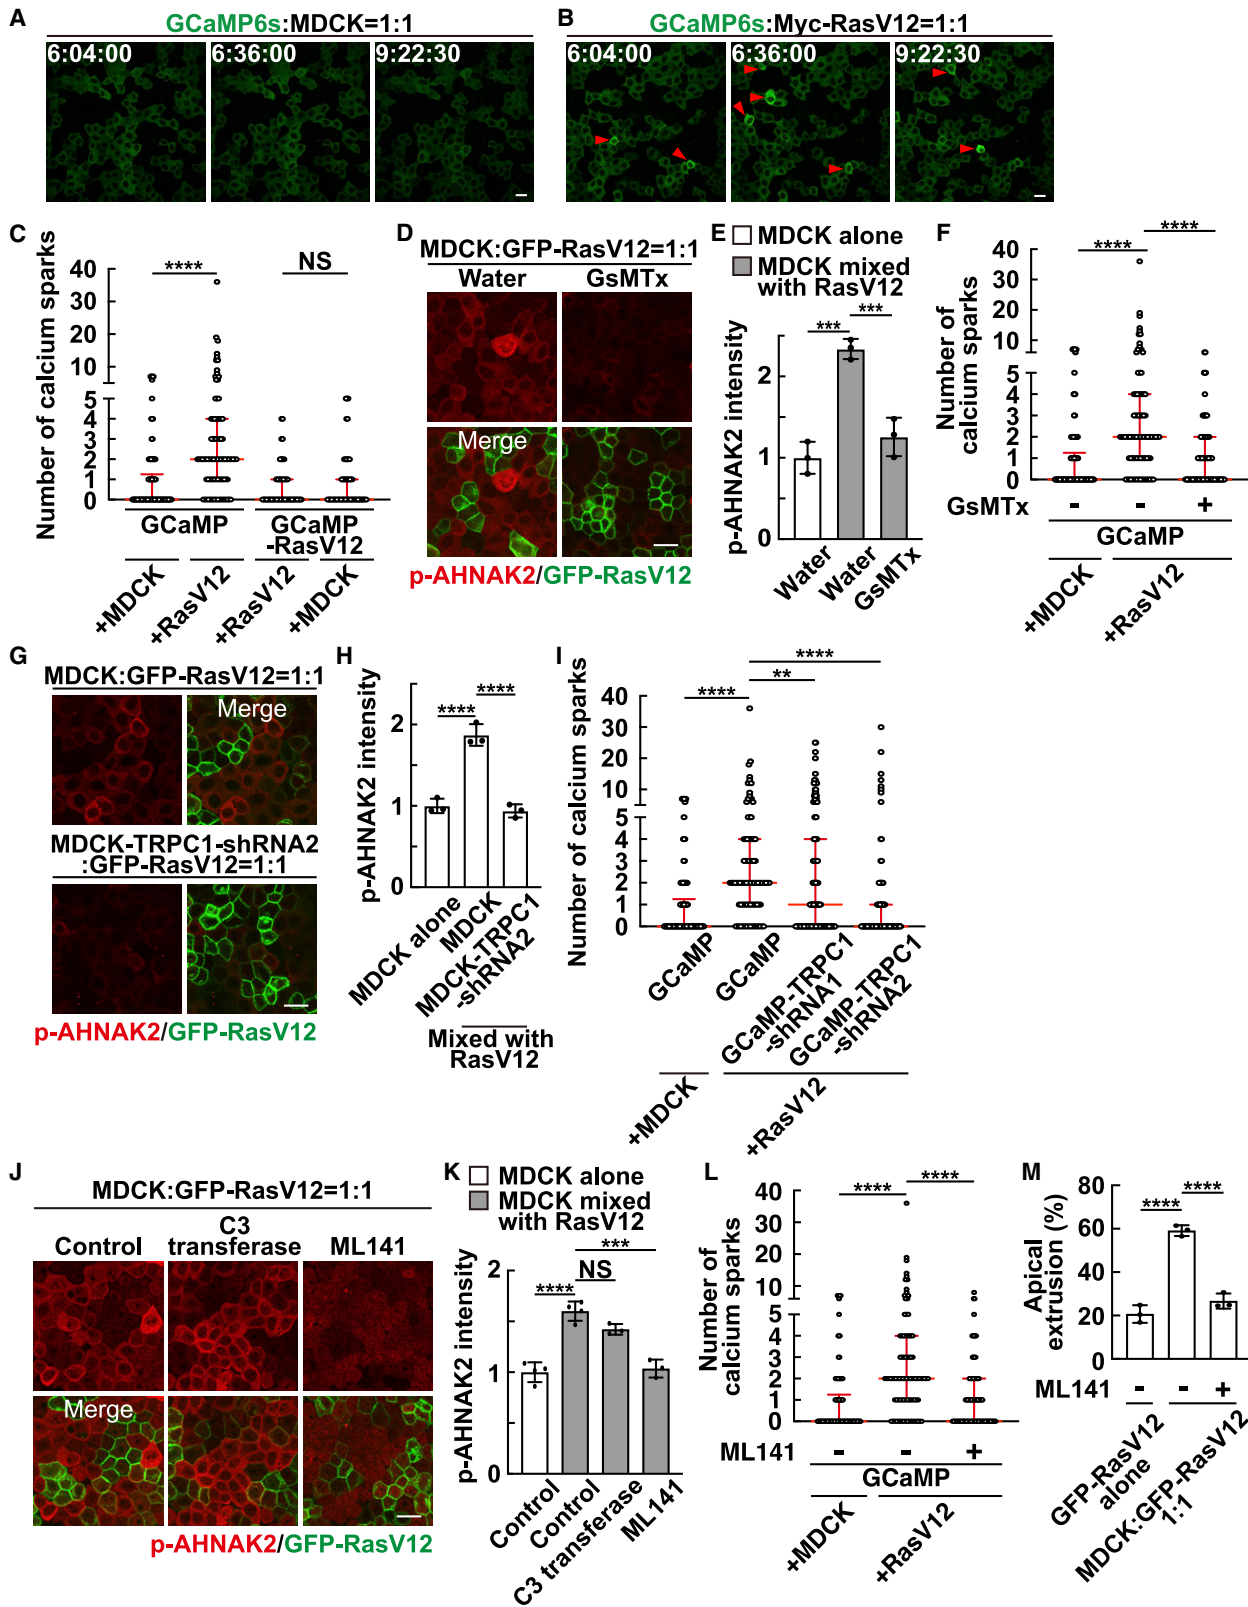 A
GCaMP6s:MDCK=1:1
6:04:00
6:36:00
9:22:30
B
GCaMP6s:Myc-RasV12=1:1
6:04:00
6:36:00
9:22:30
C
Number of calcium sparks
40
30
20
10
5
4
3
2
1
0
****
NS
GCaMP
GCaMP
-RasV12
+MDCK
+RasV12
+RasV12
+MDCK
D
MDCK:GFP-RasV12=1:1
Water
GsMTx
Merge
p-AHNAK2/GFP-RasV12
E
MDCK alone
MDCK mixed
with RasV12
p-AHNAK2 intensity
2
1
0
***
***
Water
Water
GsMTx
F
Number of
calcium sparks
40
30
20
10
5
4
3
2
1
0
****
****
GsMTx
-
-
+
GCaMP
+MDCK
+RasV12
G
MDCK:GFP-RasV12=1:1
Merge
MDCK-TRPC1-shRNA2
:GFP-RasV12=1:1
p-AHNAK2/GFP-RasV12
H
p-AHNAK2 intensity
2
1
0
****
****
MDCK alone
MDCK
MDCK-TRPC1
-shRNA2
Mixed with
RasV12
I
Number of calcium sparks
40
30
20
10
5
4
3
2
1
0
****
**
****
GCaMP
GCaMP
GCaMP-TRPC1
-shRNA1
GCaMP-TRPC1
-shRNA2
+MDCK
+RasV12
J
MDCK:GFP-RasV12=1:1
Control
C3
transferase
ML141
Merge
p-AHNAK2/GFP-RasV12
K
MDCK alone
MDCK mixed
with RasV12
p-AHNAK2 intensity
2
1
0
****
NS
***
Control
Control
C3 transferase
ML141
L
Number of
calcium sparks
40
30
20
10
5
4
3
2
1
0
****
****
ML141
-
-
+
GCaMP
+MDCK
+RasV12
M
Apical
extrusion (%)
80
60
40
20
0
****
****
ML141
-
-
+
GFP-RasV12
alone
MDCK:GFP-RasV12
1:1